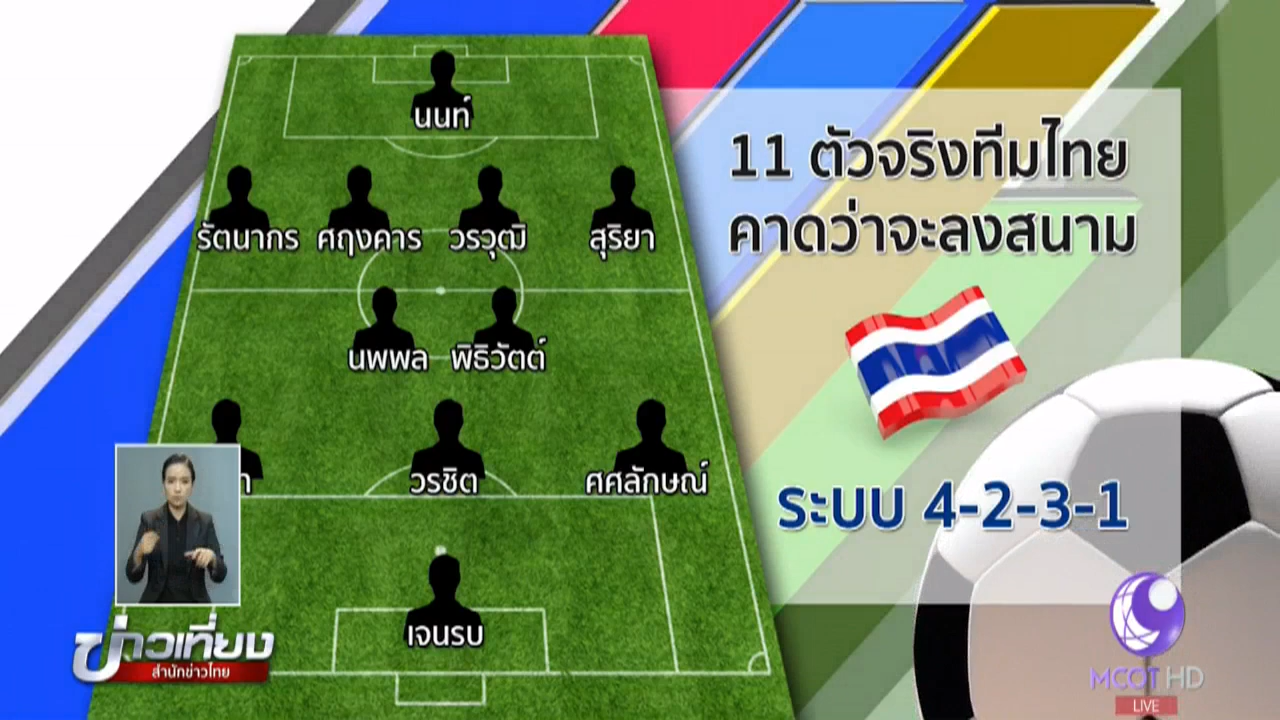 นนท์
รัตนากร ศฤงคาร วรวุฒิ สุริยา
นพพล พิธิวัตต์
วรชิต ศศลักษณ์
เจนรบ
11 ตัวจริงทีมไทย
คาดว่าจะลงสนาม
ระบบ 4-2-3-1
ข่าวเที่ยง
สำนักข่าวไทย
MCOT HD
LIVE